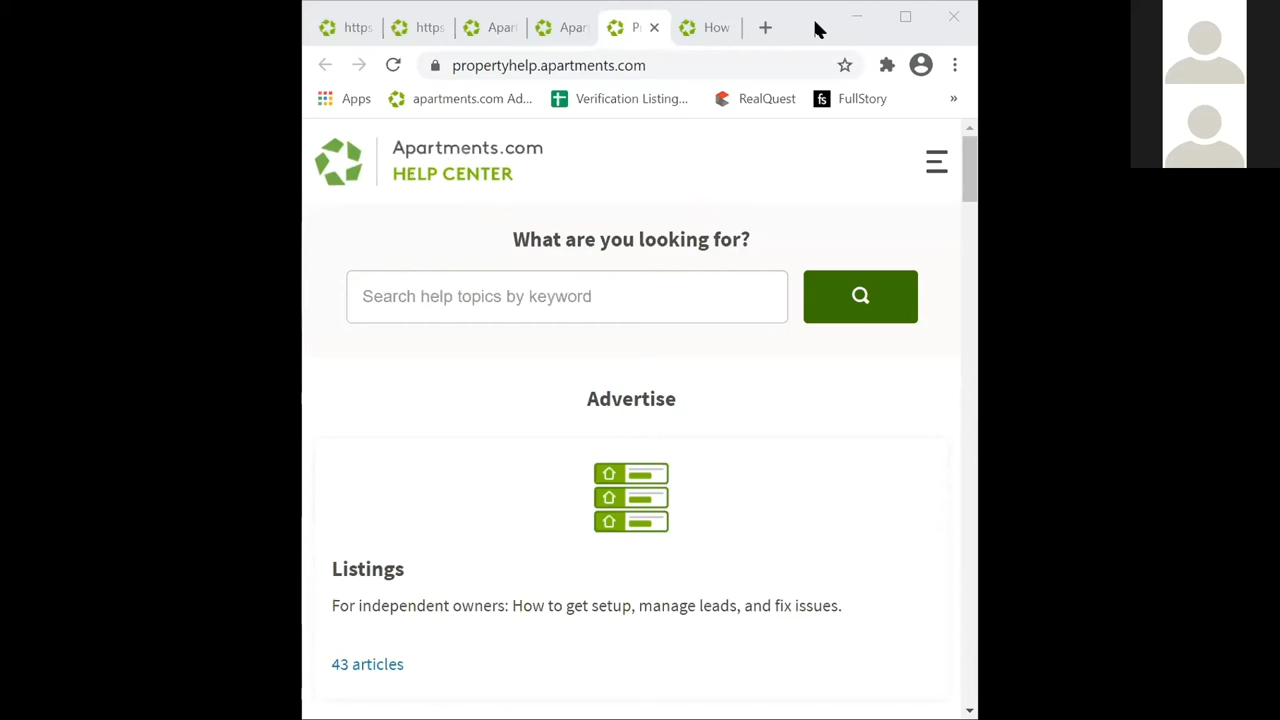 https
https
Apart
Apar
P
How
propertyhelp.apartments.com
Apps
apartments.com Ad...
Verification Listing...
RealQuest
fs
FullStory
»
Apartments.com
HELP CENTER
What are you looking for?
Search help topics by keyword
Advertise
Listings
For independent owners: How to get setup, manage leads, and fix issues.
43 articles